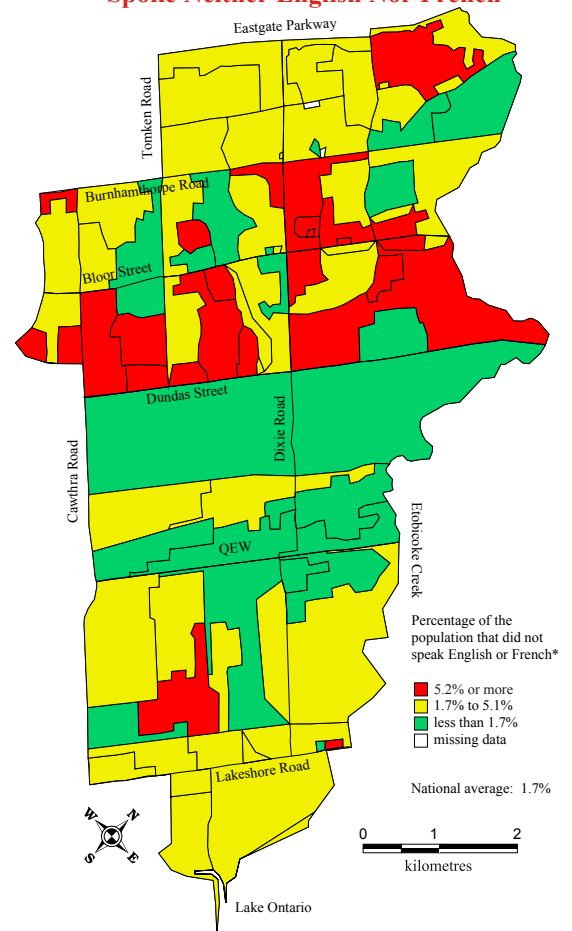 Spoke Neither English Nor French
Eastgate Parkway
Tomken Road
Burnhamthorpe Road
Bloor Street
Dundas Street
Dixie Road
Cawthra Road
Etobicoke Creek
QEW
Percentage of the
population that did not
speak English or French*
5.2% or more
1.7% to 5.1%
less than 1.7%
missing data
National average: 1.7%
Lakeshore Road
W
N
S
E
0
1
2
kilometres
Lake Ontario